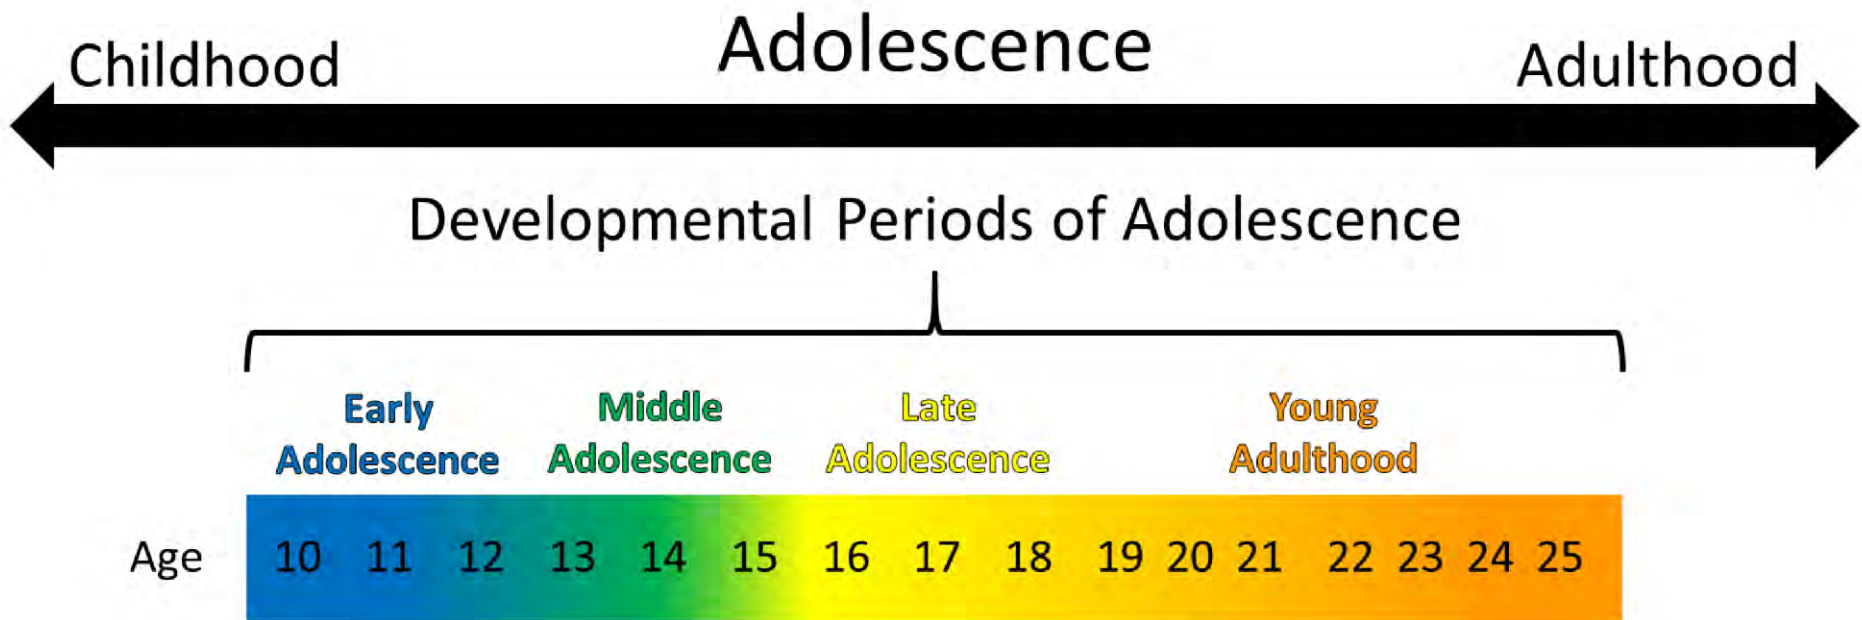 Childhood
Adolescence
Adulthood
Developmental Periods of Adolescence
Early
Adolescence
Middle
Adolescence
Late
Adolescence
Young
Adulthood
Age 10 11 12 13 14 15 16 17 18 19 20 21 22 23 24 25